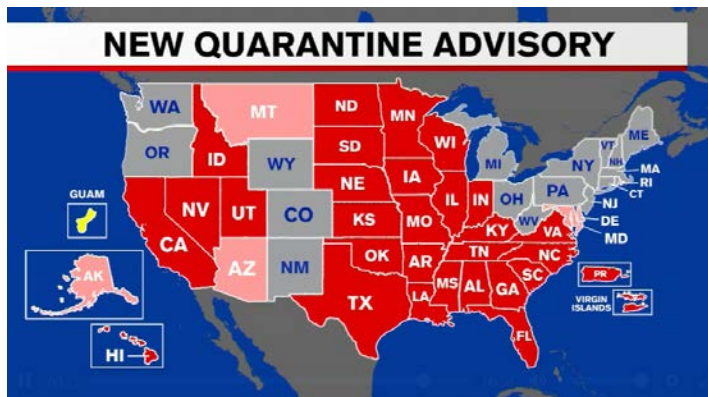 NEW QUARANTINE ADVISORY
WA
MT
ND
MN
ME
VT
NH
OR
ID
SD
WI
MI
NY
MA
RI
CT
WY
NE
IA
PA
NJ
GUAM
NV
UT
CO
KS
MO
IL
IN
OH
WV
VA
DE
MD
CA
KY
AZ
NM
OK
AR
TN
NC
SC
AK
TX
LA
MS
AL
GA
PR
VIRGIN
ISLANDS
HI
FL